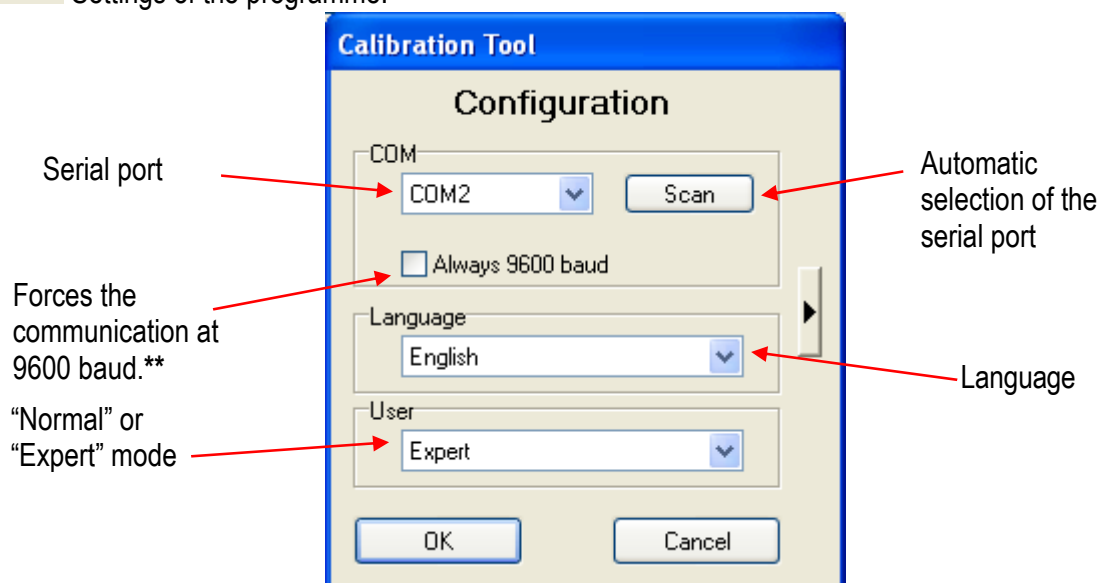 Settings of the programme.
Calibration Tool
Configuration
COM
Serial port
COM2
Scan
Automatic
selection of the
serial port
Always 9600 baud
Forces the
communication at
9600 baud.**
Language
English
Language
User
"Normal" or
"Expert" mode
Expert
OK
Cancel